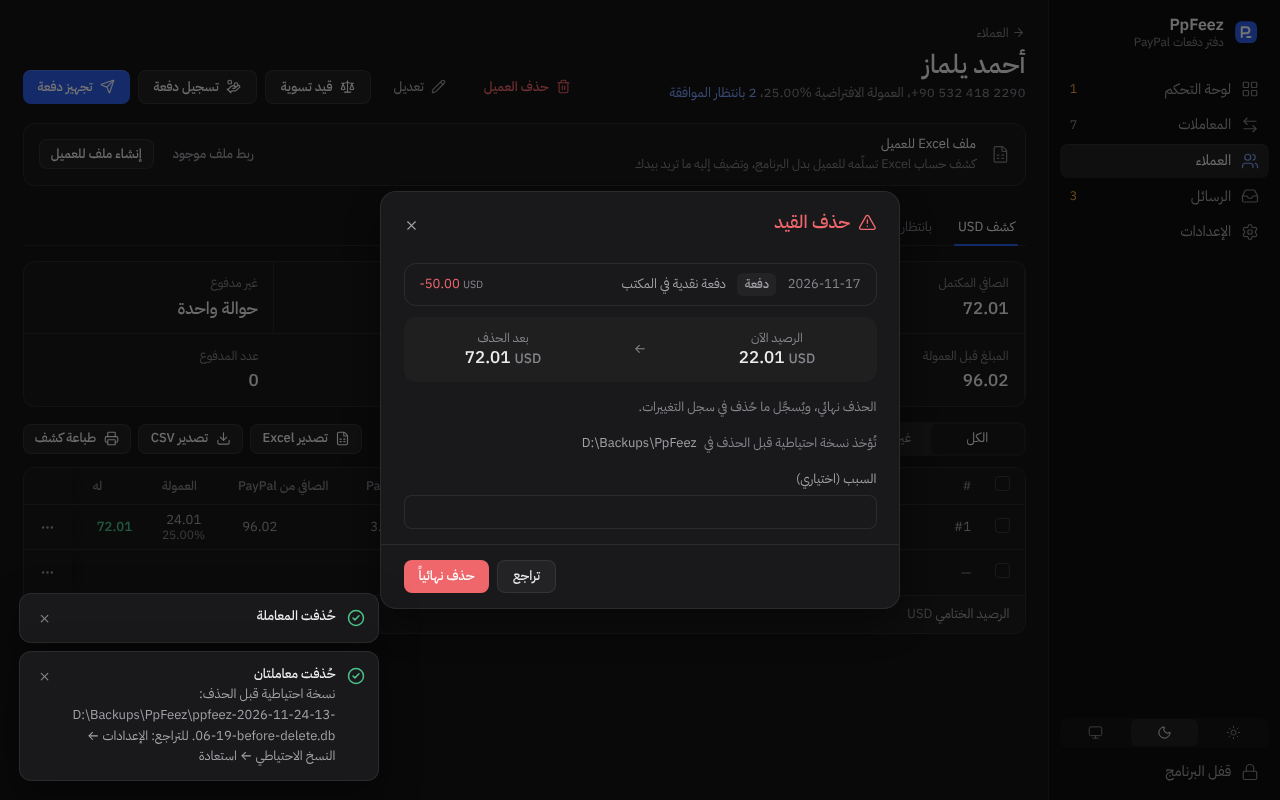 PpFeez
دفتر دفعات PayPal
لوحة التحكم 1
المعاملات 7
العملاء
الرسائل 3
الإعدادات
قفل البرنامج
العملاء
أحمد يلماز
+90 532 418 2290، العمولة الافتراضية 25.00%، 2 بانتظار الموافقة
حذف العميل
تعديل
قيد تسوية
تسجيل دفعة
تجهيز دفعة
ملف Excel للعميل
كشف حساب Excel تسلّمه للعميل بدل البرنامج، وتضيف إليه ما تريد بيدك
ربط ملف موجود
إنشاء ملف للعميل
كشف USD
بانتظار
الصافي المكتمل
72.01
غير مدفوع
حوالة واحدة
المبلغ قبل العمولة
96.02
عدد المدفوع
0
الكل
غير
تصدير Excel
تصدير CSV
طباعة كشف
#
الصافي من PayPal
العمولة
له
#1
96.02
24.01
25.00%
72.01
—
الرصيد الختامي USD
حذف القيد
2026-11-17 دفعة دفعة نقدية في المكتب -50.00 USD
الرصيد الآن
22.01 USD
←
بعد الحذف
72.01 USD
الحذف نهائي، ويُسجَّل ما حُذف في سجل التغييرات.
تُؤخذ نسخة احتياطية قبل الحذف في D:\Backups\PpFeez
السبب (اختياري)
تراجع
حذف نهائياً
حُذفت المعاملة
حُذفت معاملتان
نسخة احتياطية قبل الحذف:
D:\Backups\PpFeez\ppfeez-2026-11-24-13-
06-19-before-delete.db. للتراجع: الإعدادات ←
النسخ الاحتياطي ← استعادة